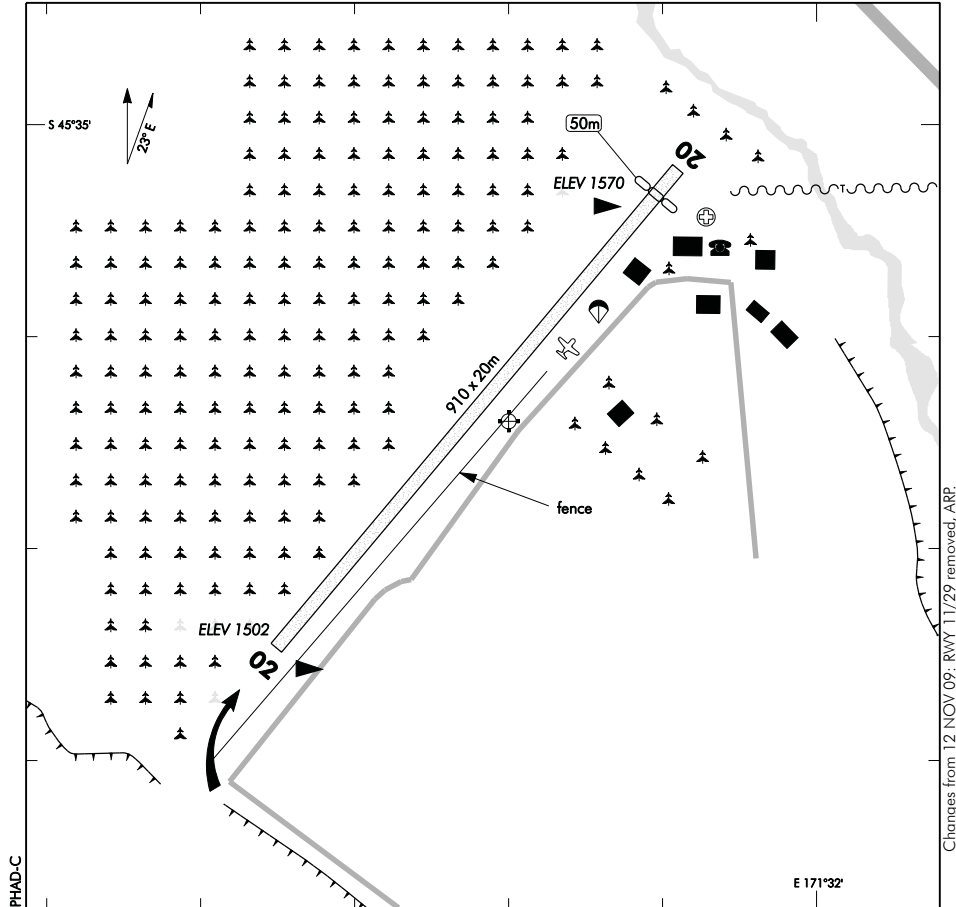 S 45°35'
23° E
50m
20
ELEV 1570
T
910 x 20m
fence
ELEV 1502
02
E 171°32'
PHAD-C
Changes from 12 NOV 09: RWY 11/29 removed, ARP.